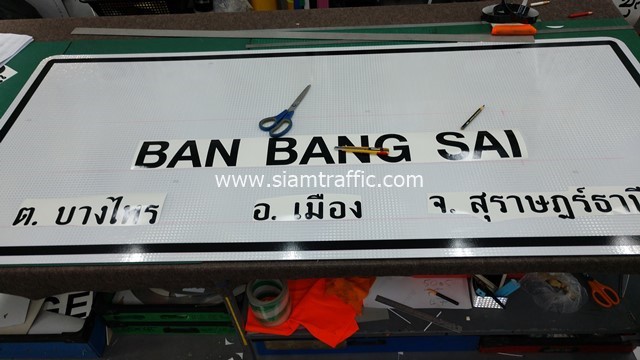 BAN BANG SAI
www.siamtraffic.com
ต. บางไทร อ. เมือง จ. สุราษฎร์ธานี
GE